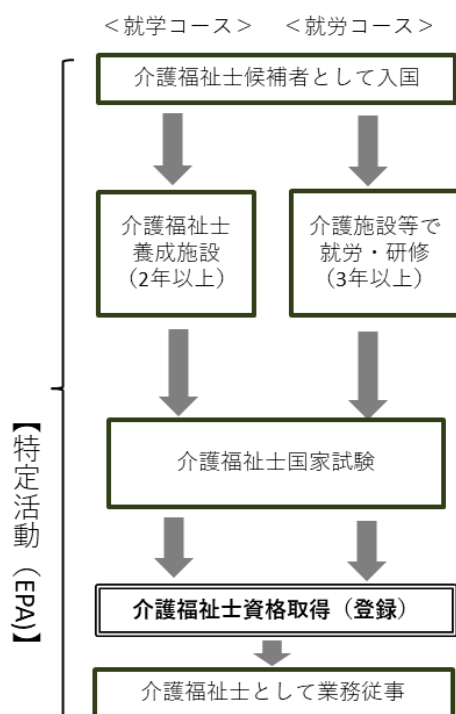 ＜就学コース＞
＜就労コース＞
介護福祉士候補者として入国
介護福祉士
養成施設
（2年以上）
介護施設等で
就労・研修
（3年以上）
介護福祉士国家試験
介護福祉士資格取得（登録）
介護福祉士として業務従事
【特定活動（EPA)】